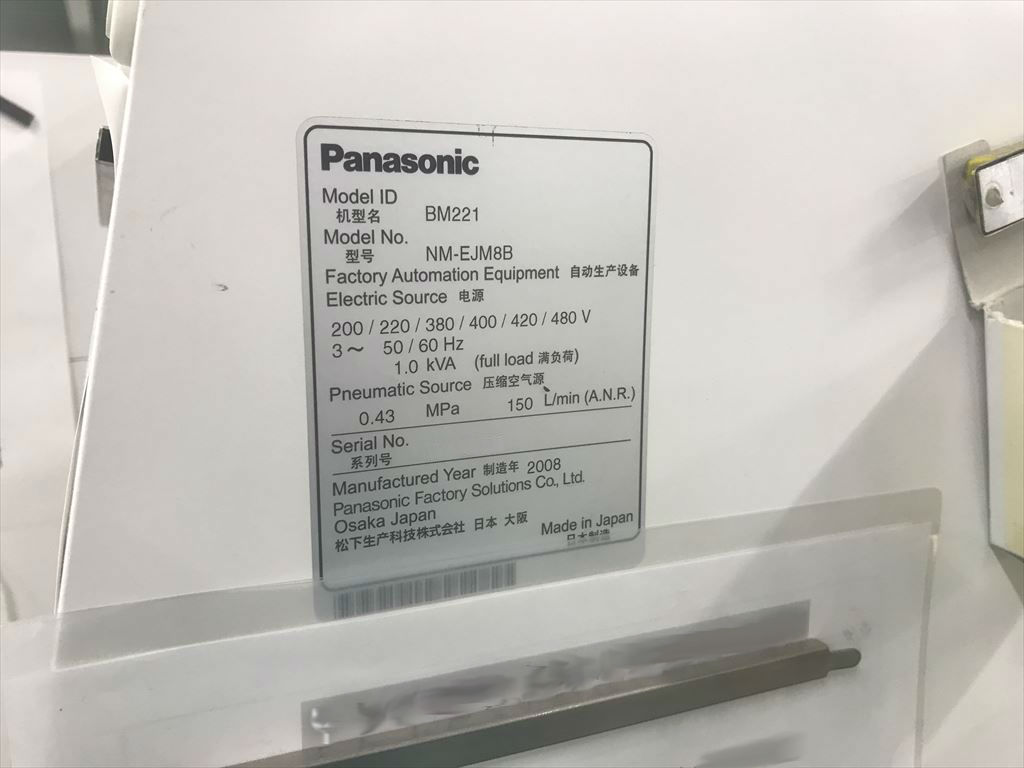 Panasonic
Model ID
机型名 BM221
Model No.
型号 NM-EJM8B
Factory Automation Equipment 自动生产设备
Electric Source 电源
200 / 220 / 380 / 400 / 420 / 480 V
3～ 50 / 60 Hz
1.0 kVA (full load 满负荷)
Pneumatic Source 压缩空气源
0.43 MPa 150 L/min (A.N.R.)
Serial No.
系列号
Manufactured Year 制造年 2008
Panasonic Factory Solutions Co., Ltd.
Osaka Japan
松下生产科技株式会社 日本 大阪
Made in Japan
日本制造